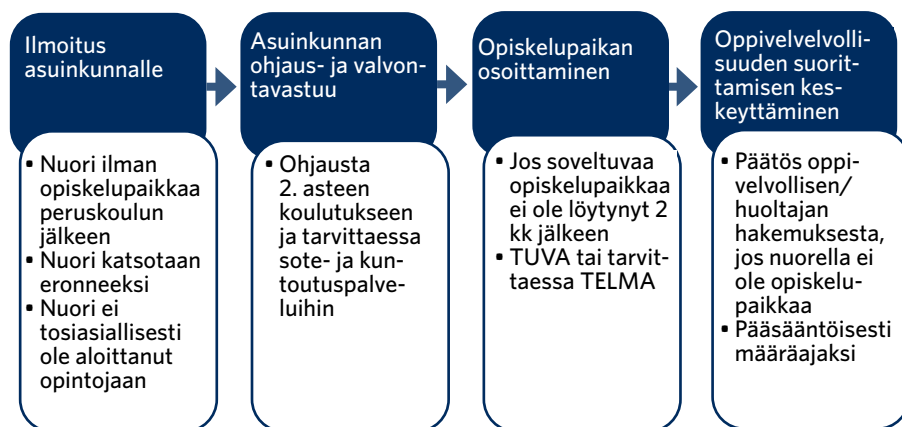 Ilmoitus
asuinkunnalle
• Nuori ilman
opiskelupaikkaa
peruskoulun
jälkeen
• Nuori katsotaan
eronneeksi
• Nuori ei
tosiasiallisesti
ole aloittanut
opintojaan
Asuinkunnan
ohjaus- ja valvon-
tavastuu
• Ohjausta
2. asteen
koulutukseen
ja tarvittaessa
sote- ja kun-
toutuspalve-
luihin
Opiskelupaikan
osoittaminen
• Jos soveltuvaa
opiskelupaikkaa
ei ole löytynyt 2
kk jälkeen
• TUVA tai tarvit-
taessa TELMA
Oppivelvelvolli-
suuden suorit-
tamisen kes-
keyttäminen
• Päätös oppi-
velvollisen/
huoltajan
hakemuksesta,
jos nuorella ei
ole opiskelu-
paikkaa
• Pääsääntöisesti
määräajaksi